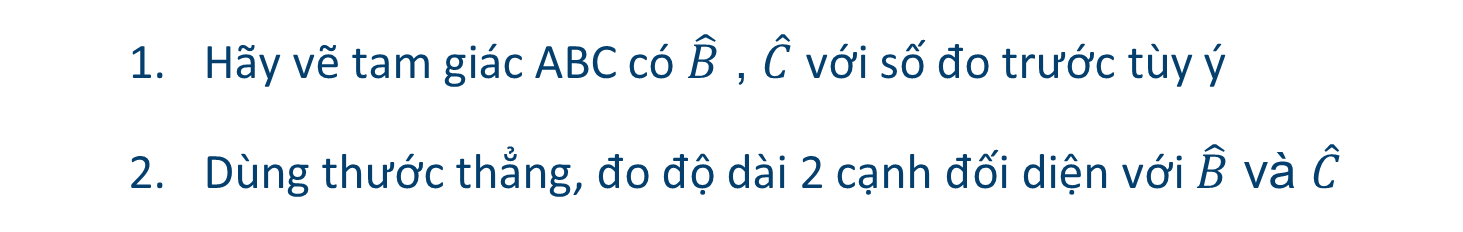 1. Hãy vẽ tam giác ABC có B̂ , Ĉ với số đo trước tùy ý
2. Dùng thước thẳng, đo độ dài 2 cạnh đối diện với B̂ và Ĉ